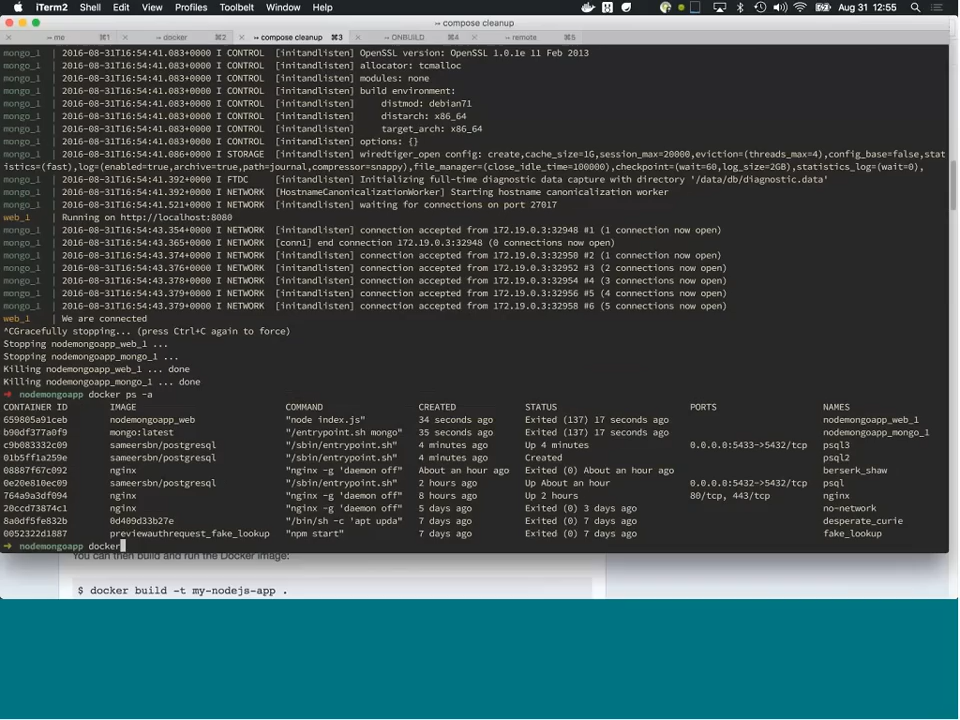 iTerm2 Shell Edit View Profiles Toolbelt Window Help Aug 31 12:55
compose cleanup
me ⌘1 docker ⌘2 compose cleanup ⌘3 ONBUILD ⌘4 remote ⌘5
mongo_1 | 2016-08-31T16:54:41.083+0000 I CONTROL [initandlisten] OpenSSL version: OpenSSL 1.0.1e 11 Feb 2013
mongo_1 | 2016-08-31T16:54:41.083+0000 I CONTROL [initandlisten] allocator: tcmalloc
mongo_1 | 2016-08-31T16:54:41.083+0000 I CONTROL [initandlisten] modules: none
mongo_1 | 2016-08-31T16:54:41.083+0000 I CONTROL [initandlisten] build environment:
mongo_1 | 2016-08-31T16:54:41.083+0000 I CONTROL [initandlisten] distmod: debian71
mongo_1 | 2016-08-31T16:54:41.083+0000 I CONTROL [initandlisten] distarch: x86_64
mongo_1 | 2016-08-31T16:54:41.083+0000 I CONTROL [initandlisten] target_arch: x86_64
mongo_1 | 2016-08-31T16:54:41.083+0000 I CONTROL [initandlisten] options: {}
mongo_1 | 2016-08-31T16:54:41.086+0000 I STORAGE [initandlisten] wiredtiger_open config: create,cache_size=1G,session_max=20000,eviction=(threads_max=4),config_base=false,stat
istics=(fast),log=(enabled=true,archive=true,path=journal,compressor=snappy),file_manager=(close_idle_time=100000),checkpoint=(wait=60,log_size=2GB),statistics_log=(wait=0),
mongo_1 | 2016-08-31T16:54:41.392+0000 I FTDC [initandlisten] Initializing full-time diagnostic data capture with directory '/data/db/diagnostic.data'
mongo_1 | 2016-08-31T16:54:41.392+0000 I NETWORK [HostnameCanonicalizationWorker] Starting hostname canonicalization worker
mongo_1 | 2016-08-31T16:54:41.521+0000 I NETWORK [initandlisten] waiting for connections on port 27017
web_1 | Running on http://localhost:8080
mongo_1 | 2016-08-31T16:54:43.354+0000 I NETWORK [initandlisten] connection accepted from 172.19.0.3:32948 #1 (1 connection now open)
mongo_1 | 2016-08-31T16:54:43.365+0000 I NETWORK [conn1] end connection 172.19.0.3:32948 (0 connections now open)
mongo_1 | 2016-08-31T16:54:43.374+0000 I NETWORK [initandlisten] connection accepted from 172.19.0.3:32950 #2 (1 connection now open)
mongo_1 | 2016-08-31T16:54:43.376+0000 I NETWORK [initandlisten] connection accepted from 172.19.0.3:32952 #3 (2 connections now open)
mongo_1 | 2016-08-31T16:54:43.378+0000 I NETWORK [initandlisten] connection accepted from 172.19.0.3:32954 #4 (3 connections now open)
mongo_1 | 2016-08-31T16:54:43.379+0000 I NETWORK [initandlisten] connection accepted from 172.19.0.3:32956 #5 (4 connections now open)
mongo_1 | 2016-08-31T16:54:43.379+0000 I NETWORK [initandlisten] connection accepted from 172.19.0.3:32958 #6 (5 connections now open)
web_1 | We are connected
^CGracefully stopping... (press Ctrl+C again to force)
Stopping nodemongoapp_web_1 ...
Stopping nodemongoapp_mongo_1 ...
Killing nodemongoapp_web_1 ... done
Killing nodemongoapp_mongo_1 ... done
➜ nodemongoapp docker ps -a
CONTAINER ID IMAGE COMMAND CREATED STATUS PORTS NAMES
659805a91ceb nodemongoapp_web "node index.js" 34 seconds ago Exited (137) 17 seconds ago nodemongoapp_web_1
b90df377a0f9 mongo:latest "/entrypoint.sh mongo" 35 seconds ago Exited (137) 17 seconds ago nodemongoapp_mongo_1
c9b083332c09 sameersbn/postgresql "/sbin/entrypoint.sh" 4 minutes ago Up 4 minutes 0.0.0.0:5433->5432/tcp psql3
01b5ff1a259e sameersbn/postgresql "/sbin/entrypoint.sh" 4 minutes ago Created psql2
08887f67c092 nginx "nginx -g 'daemon off" About an hour ago Exited (0) About an hour ago berserk_shaw
0e20e810ec09 sameersbn/postgresql "/sbin/entrypoint.sh" 2 hours ago Up About an hour 0.0.0.0:5432->5432/tcp psql
764a9a3df094 nginx "nginx -g 'daemon off" 8 hours ago Up 2 hours 80/tcp, 443/tcp nginx
20ccd73874c1 nginx "nginx -g 'daemon off" 5 days ago Exited (0) 3 days ago no-network
8a0df5fe832b 0d409d33b27e "/bin/sh -c 'apt upda" 7 days ago Exited (0) 7 days ago desperate_curie
0052322d1887 previewauthrequest_fake_lookup "npm start" 7 days ago Exited (0) 7 days ago fake_lookup
➜ nodemongoapp docker
You can then build and run the Docker image:
$ docker build -t my-nodejs-app .